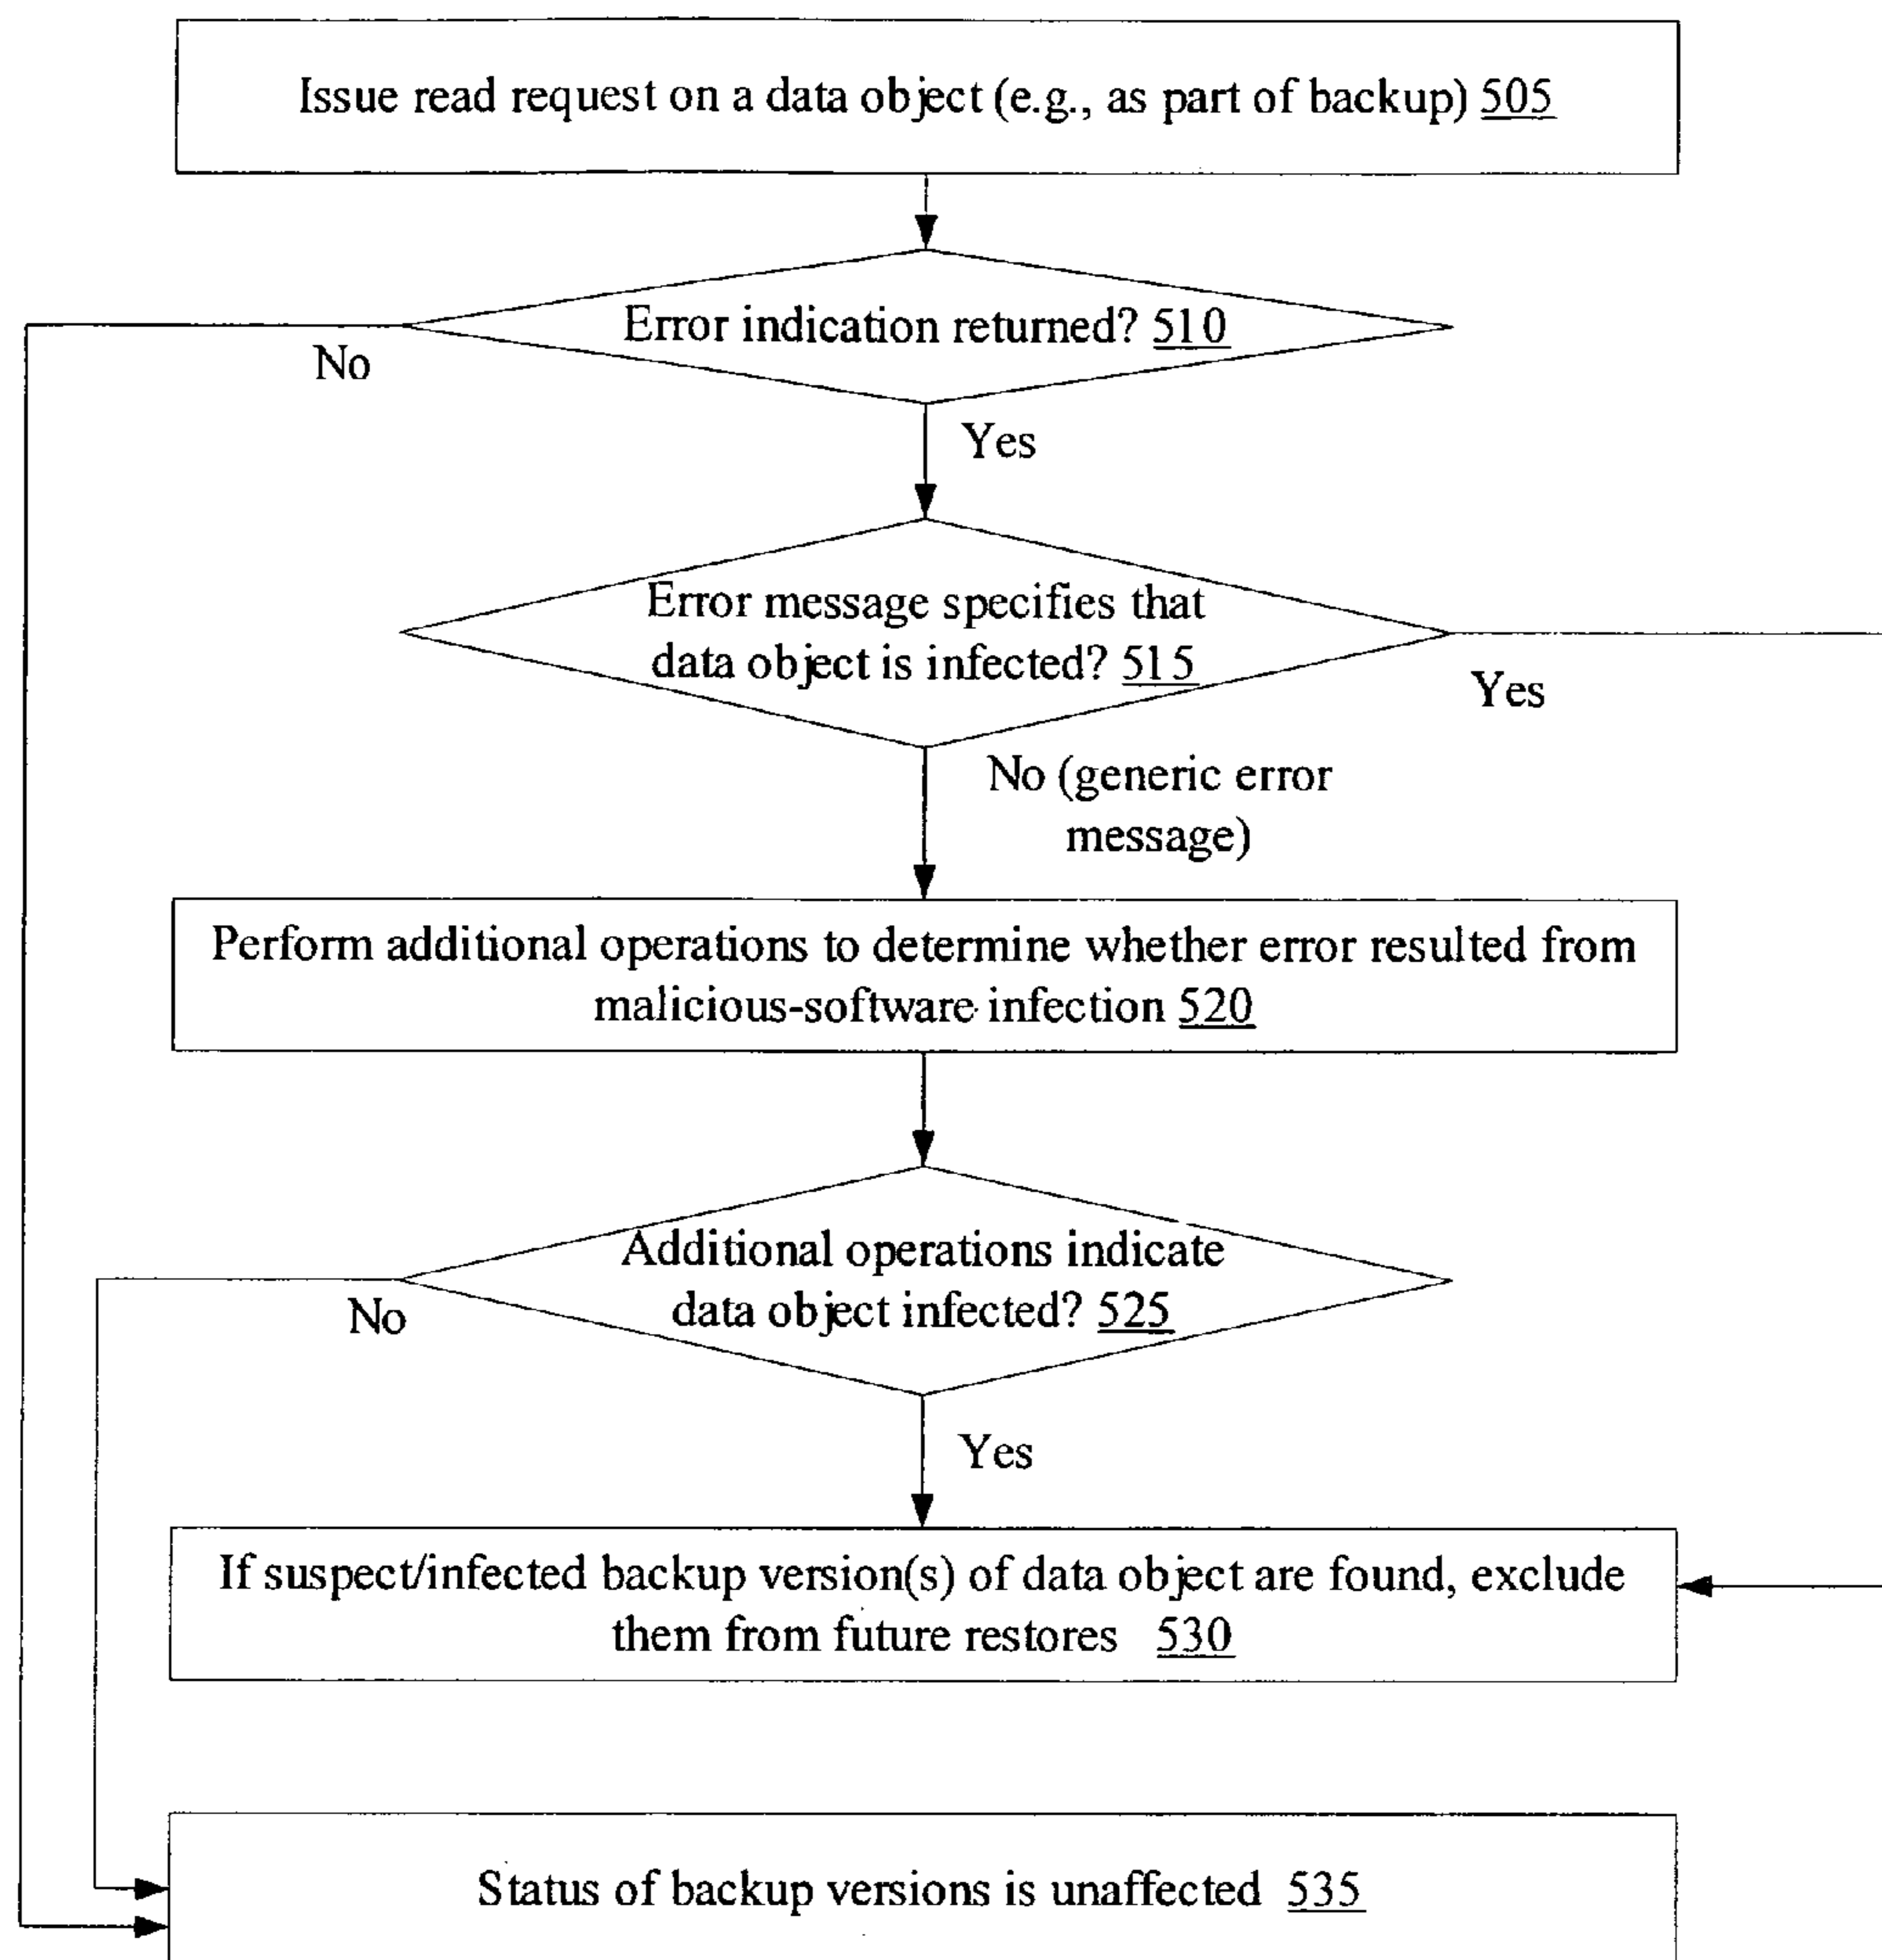 Issue read request on a data object (e.g., as part of backup) 505
Error indication returned? 510
No
Yes
Error message specifies that
data object is infected? 515
Yes
No (generic error
message)
Perform additional operations to determine whether error resulted from
malicious-software infection 520
Additional operations indicate
data object infected? 525
No
Yes
If suspect/infected backup version(s) of data object are found, exclude
them from future restores 530
Status of backup versions is unaffected 535